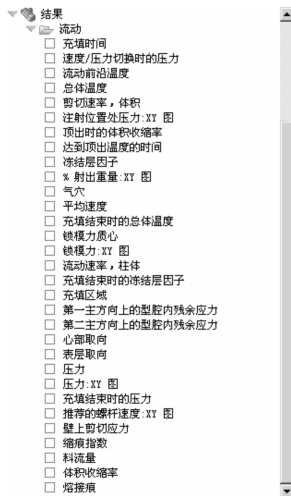 结果
流动
充填时间
速度/压力切换时的压力
流动前沿温度
总体温度
剪切速率，体积
注射位置处压力:XY 图
顶出时的体积收缩率
达到顶出温度的时间
冻结层因子
% 射出重量:XY 图
气穴
平均速度
充填结束时的总体温度
锁模力质心
锁模力:XY 图
流动速率，柱体
充填结束时的冻结层因子
充填区域
第一主方向上的型腔内残余应力
第二主方向上的型腔内残余应力
心部取向
表层取向
压力
压力:XY 图
充填结束时的压力
推荐的螺杆速度:XY 图
壁上剪切应力
缩痕指数
料流量
体积收缩率
熔接痕